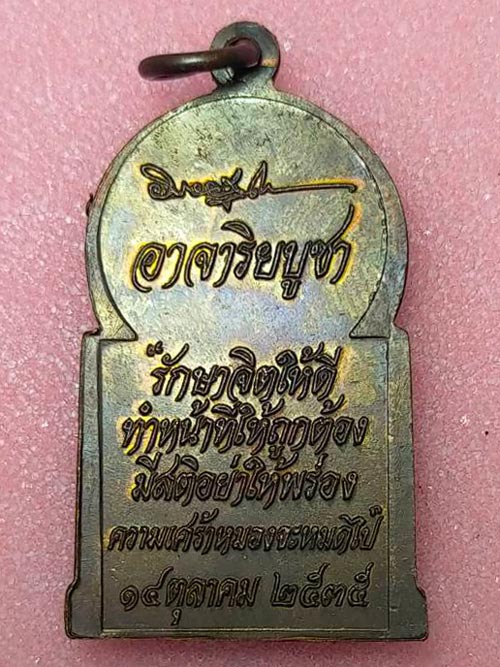 อาจาริยบูชา
"รักษาจิตให้ดี
ทำหน้าที่ให้ถูกต้อง
มีสติอย่าให้พร่อง
ความเศร้าหมองจะหมดไป"
๑๔ ตุลาคม ๒๕๓๕